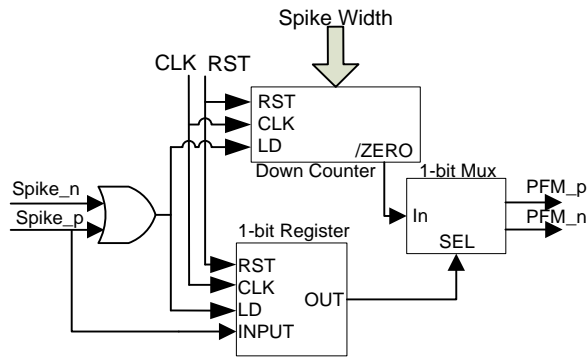 Spike Width
CLK RST
RST
CLK
LD
/ZERO
Down Counter
1-bit Mux
Spike_n
Spike_p
In
SEL
PFM_p
PFM_n
1-bit Register
RST
CLK
LD
INPUT
OUT